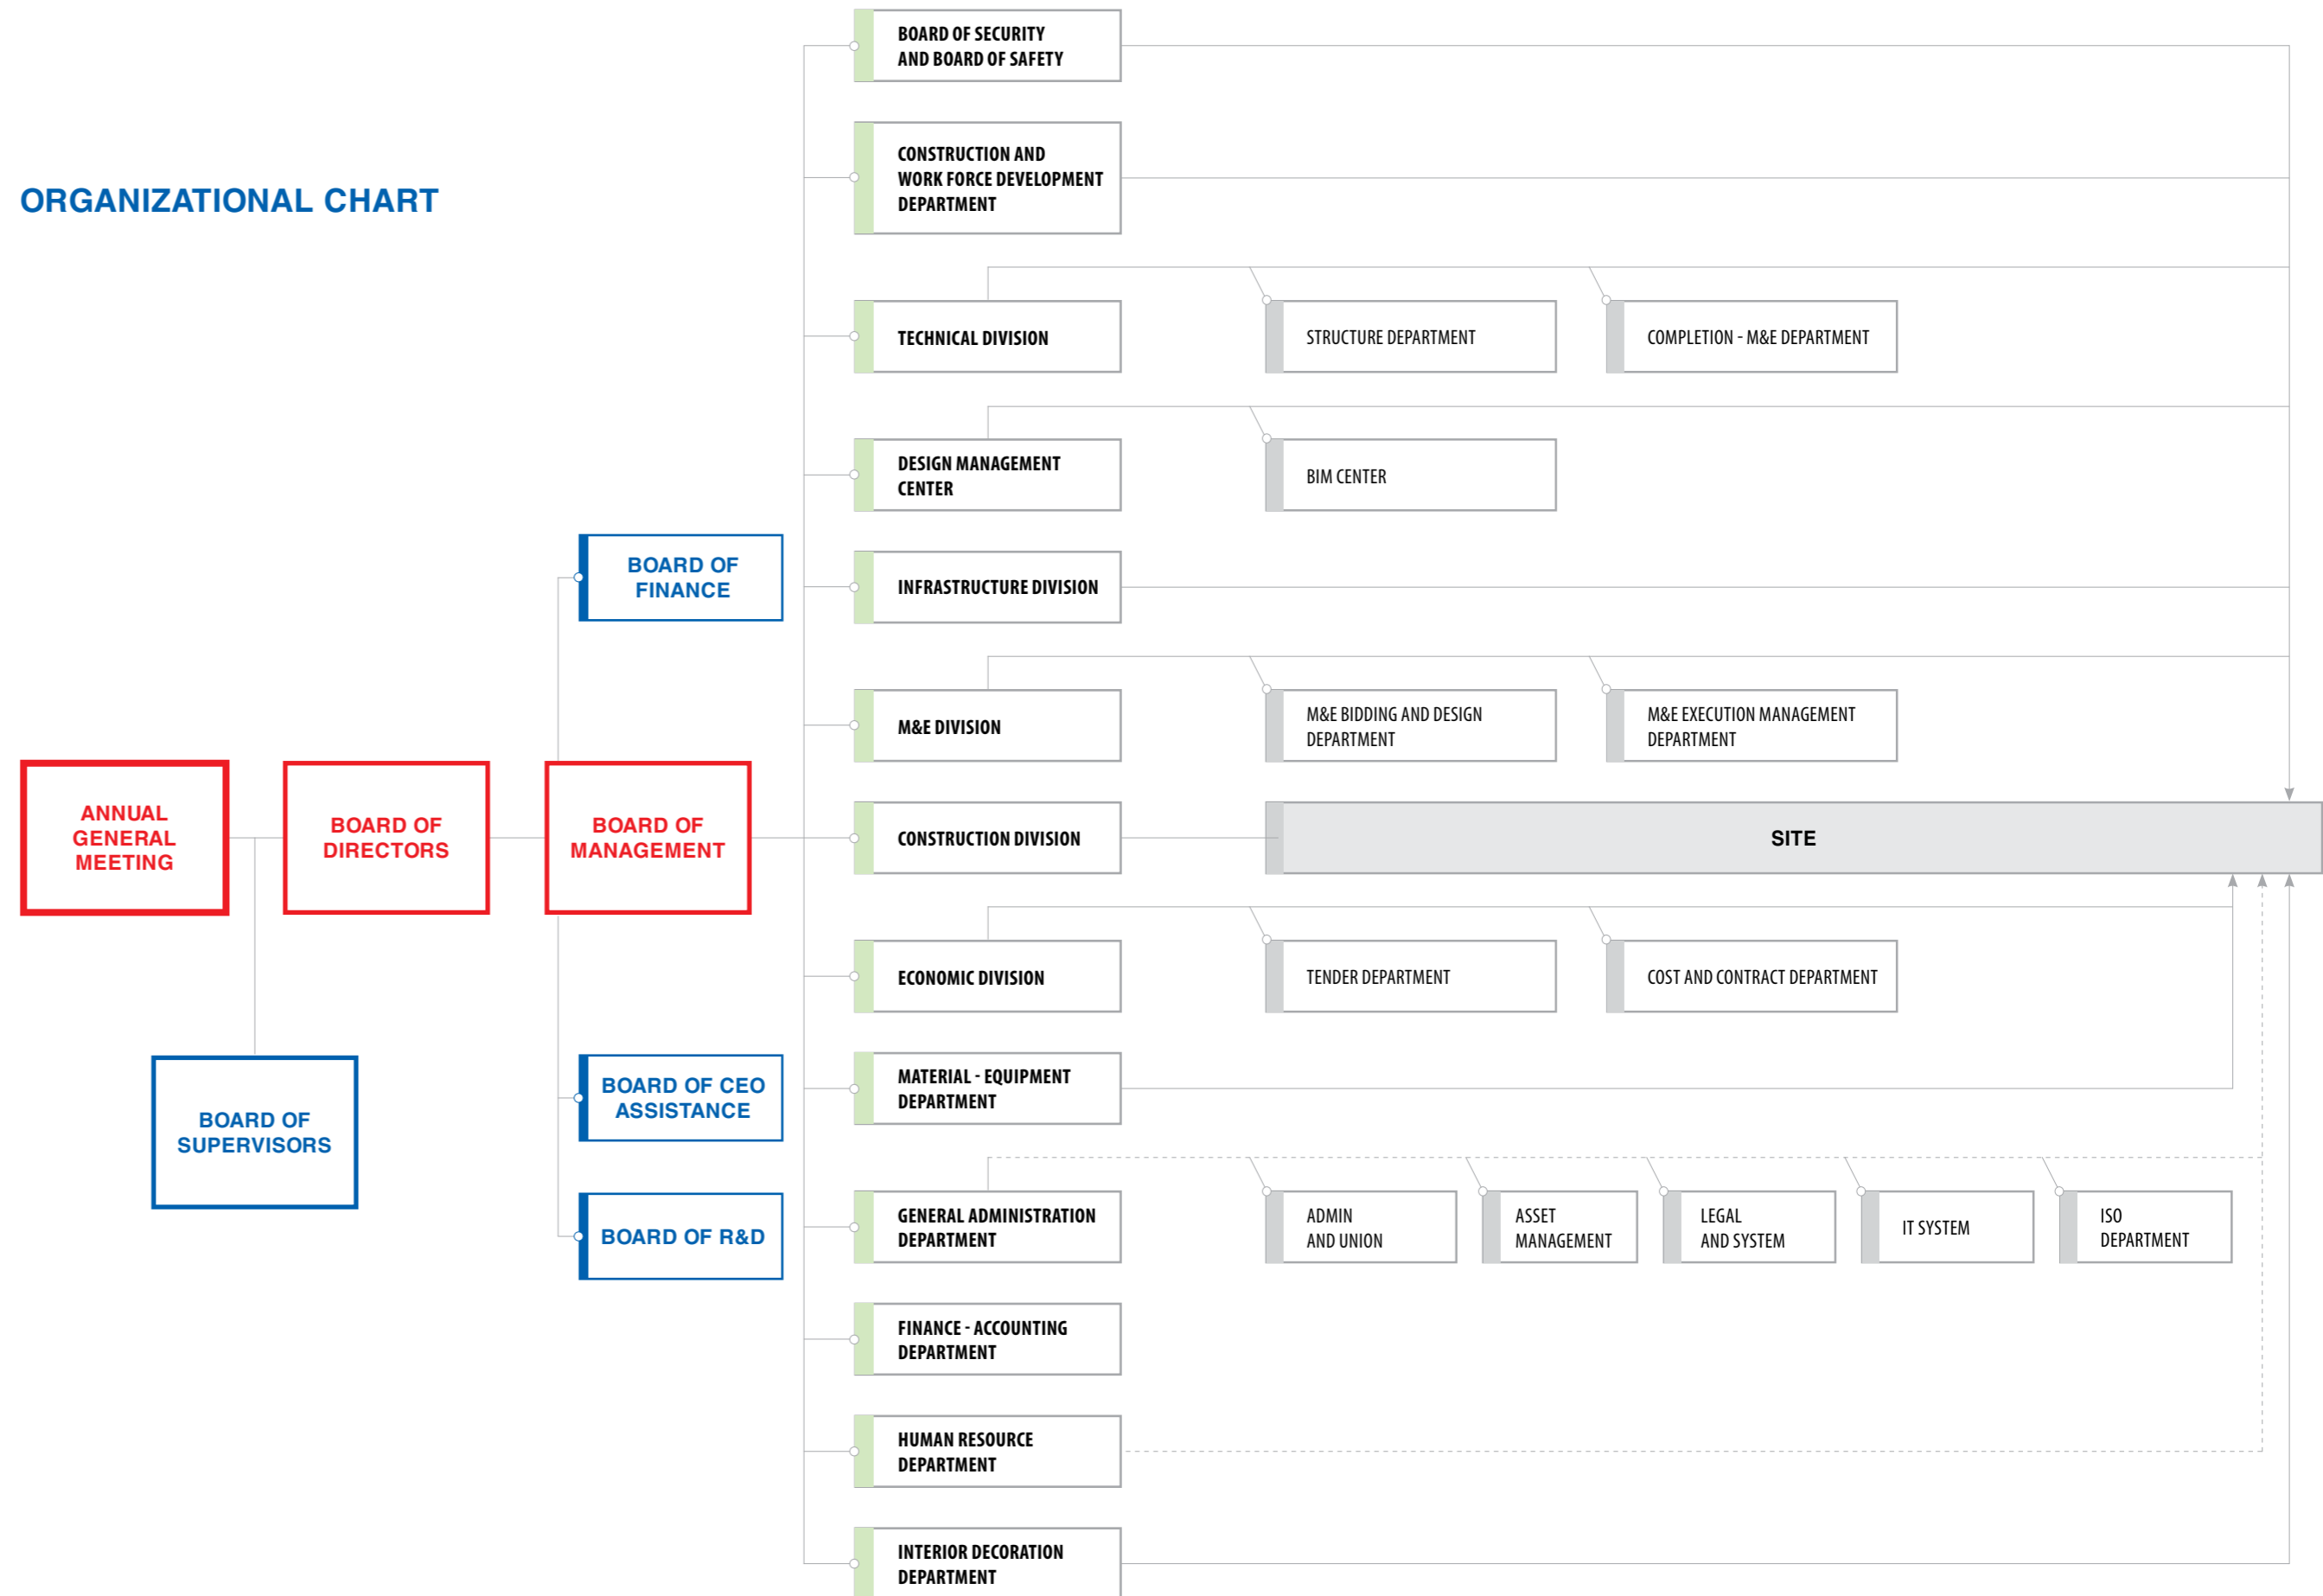 ORGANIZATIONAL CHART
ANNUAL
GENERAL
MEETING
BOARD OF
SUPERVISORS
BOARD OF
DIRECTORS
BOARD OF
MANAGEMENT
BOARD OF
FINANCE
BOARD OF CEO
ASSISTANCE
BOARD OF R&D
BOARD OF SECURITY
AND BOARD OF SAFETY
CONSTRUCTION AND
WORK FORCE DEVELOPMENT
DEPARTMENT
TECHNICAL DIVISION
STRUCTURE DEPARTMENT
COMPLETION - M&E DEPARTMENT
DESIGN MANAGEMENT
CENTER
BIM CENTER
INFRASTRUCTURE DIVISION
M&E DIVISION
M&E BIDDING AND DESIGN
DEPARTMENT
M&E EXECUTION MANAGEMENT
DEPARTMENT
CONSTRUCTION DIVISION
SITE
ECONOMIC DIVISION
TENDER DEPARTMENT
COST AND CONTRACT DEPARTMENT
MATERIAL - EQUIPMENT
DEPARTMENT
GENERAL ADMINISTRATION
DEPARTMENT
ADMIN
AND UNION
ASSET
MANAGEMENT
LEGAL
AND SYSTEM
IT SYSTEM
ISO
DEPARTMENT
FINANCE - ACCOUNTING
DEPARTMENT
HUMAN RESOURCE
DEPARTMENT
INTERIOR DECORATION
DEPARTMENT